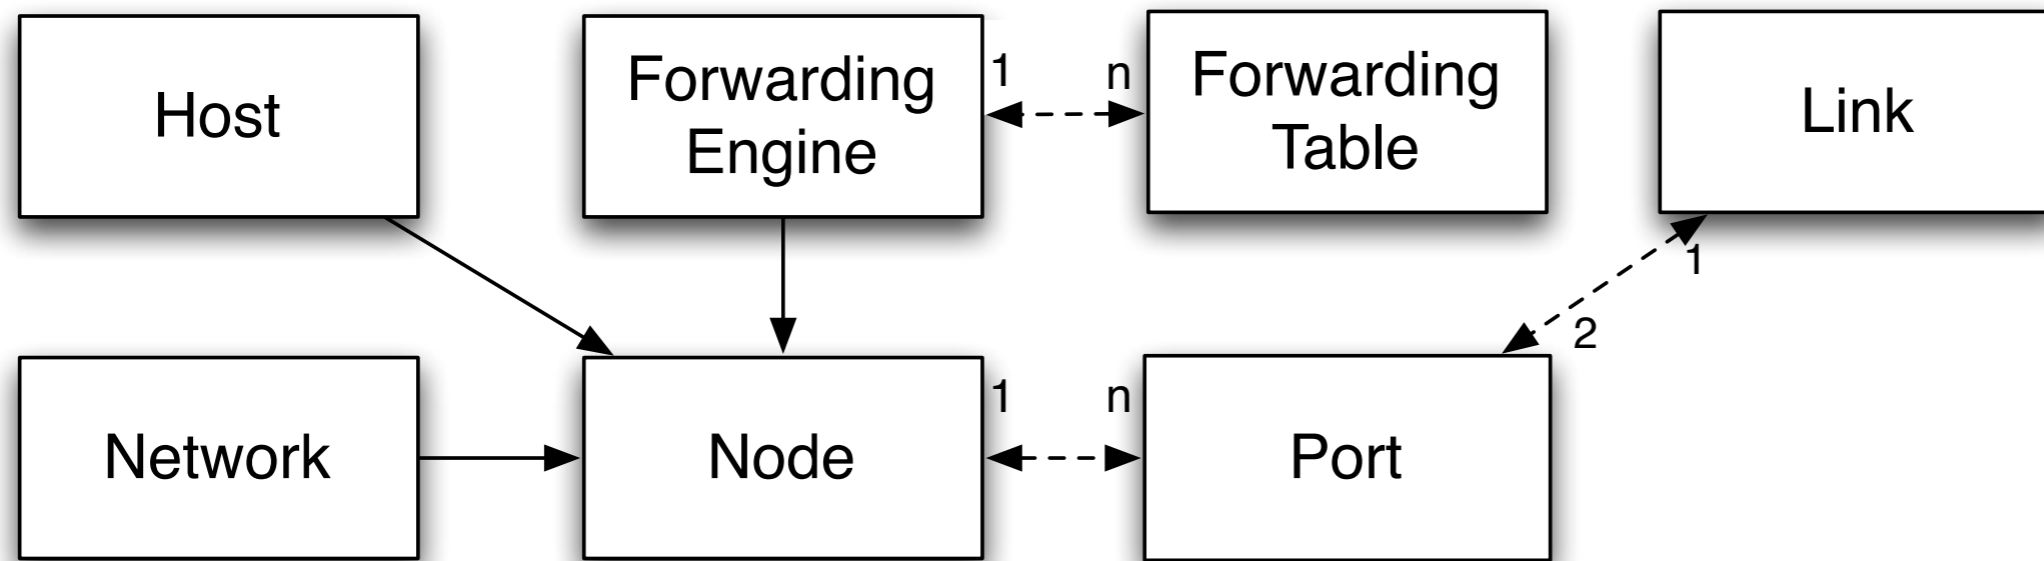 Host
Forwarding
Engine
1
n
Forwarding
Table
Link
1
2
Network
Node
1
n
Port